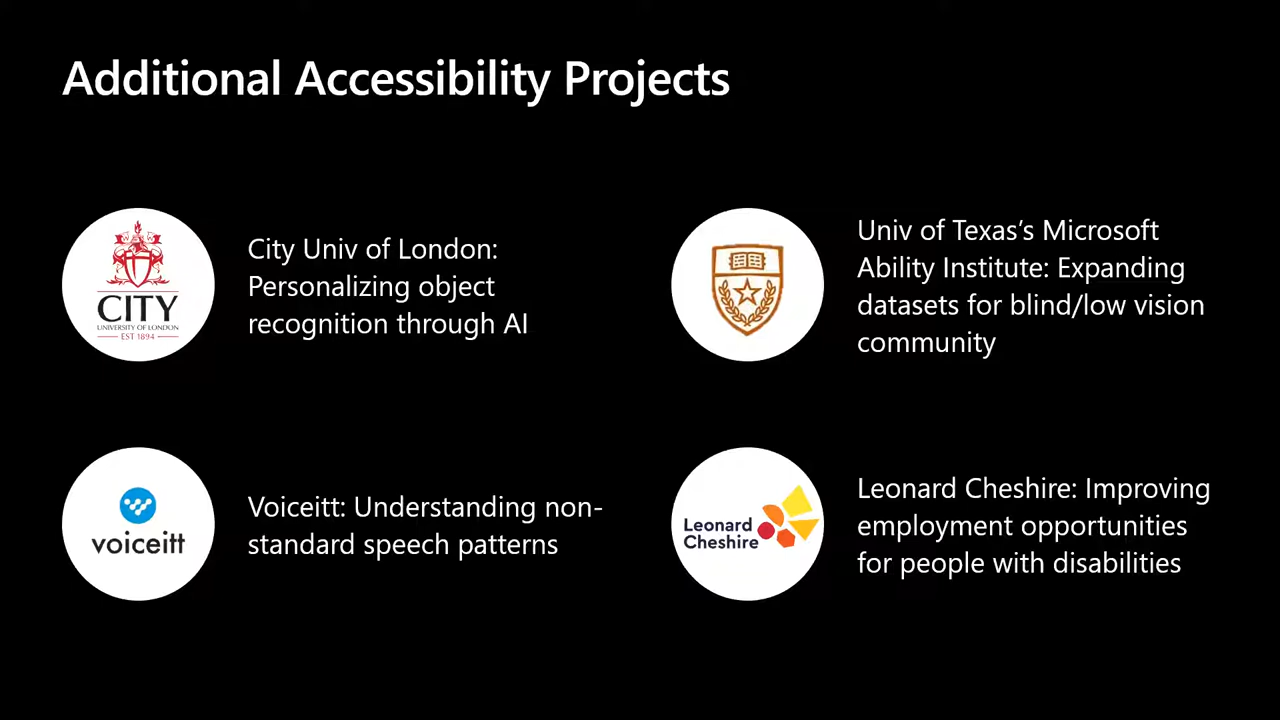 Additional Accessibility Projects
CITY
UNIVERSITY OF LONDON
EST 1894
City Univ of London:
Personalizing object
recognition through AI
Univ of Texas’s Microsoft
Ability Institute: Expanding
datasets for blind/low vision
community
voiceitt
Voiceitt: Understanding non-
standard speech patterns
Leonard
Cheshire
Leonard Cheshire: Improving
employment opportunities
for people with disabilities